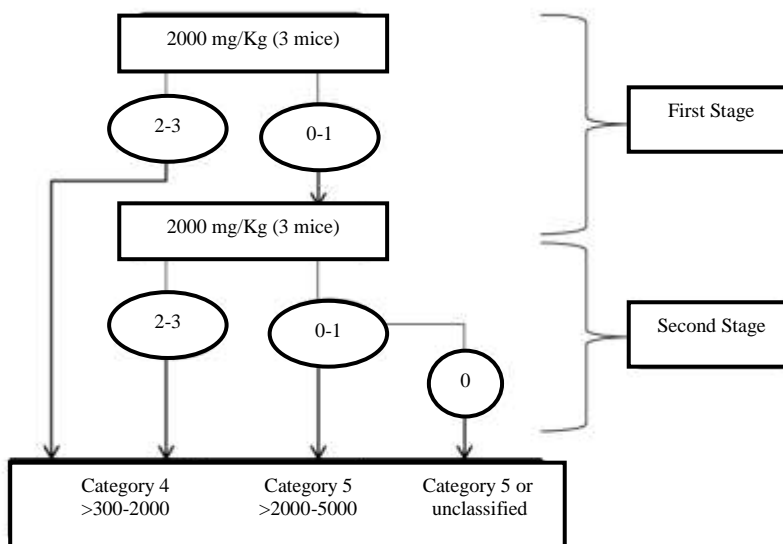 2000 mg/Kg (3 mice)
First Stage
2-3
0-1
2000 mg/Kg (3 mice)
Second Stage
2-3
0-1
0
Category 4
>300-2000
Category 5
>2000-5000
Category 5 or
unclassified